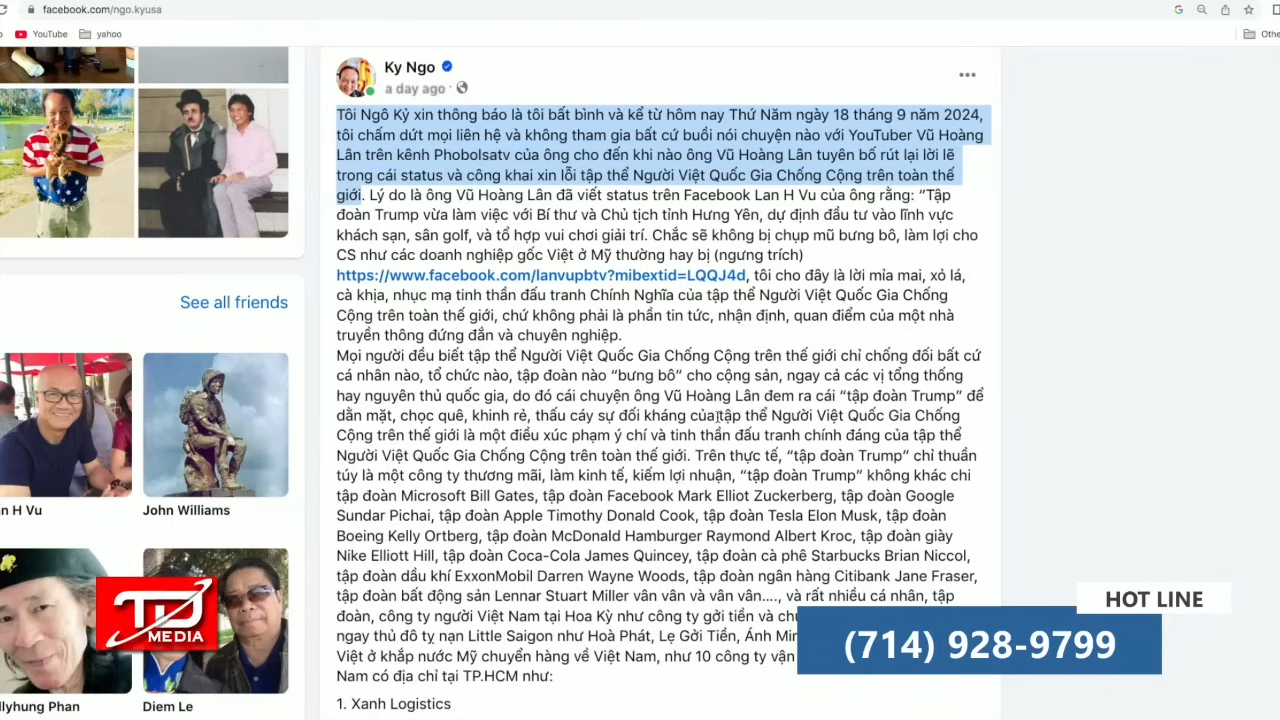 facebook.com/ngo.kyusa
YouTube
yahoo
Othe
Ky Ngo
a day ago ·
Tôi Ngô Kỷ xin thông báo là tôi bất bình và kể từ hôm nay Thứ Năm ngày 18 tháng 9 năm 2024,
tôi chấm dứt mọi liên hệ và không tham gia bất cứ buổi nói chuyện nào với YouTuber Vũ Hoàng
Lân trên kênh Phobolsatv của ông cho đến khi nào ông Vũ Hoàng Lân tuyên bố rút lại lời lẽ
trong cái status và công khai xin lỗi tập thể Người Việt Quốc Gia Chống Cộng trên toàn thế
giới. Lý do là ông Vũ Hoàng Lân đã viết status trên Facebook Lan H Vu của ông rằng: “Tập
đoàn Trump vừa làm việc với Bí thư và Chủ tịch tỉnh Hưng Yên, dự định đầu tư vào lĩnh vực
khách sạn, sân golf, và tổ hợp vui chơi giải trí. Chắc sẽ không bị chụp mũ bưng bô, làm lợi cho
CS như các doanh nghiệp gốc Việt ở Mỹ thường hay bị (ngưng trích)
https://www.facebook.com/lanvupbtv?mibextid=LQQJ4d, tôi cho đây là lời mỉa mai, xỏ lá,
cà khịa, nhục mạ tinh thần đấu tranh Chính Nghĩa của tập thể Người Việt Quốc Gia Chống
Cộng trên toàn thế giới, chứ không phải là phần tin tức, nhận định, quan điểm của một nhà
truyền thông đứng đắn và chuyên nghiệp.
Mọi người đều biết tập thể Người Việt Quốc Gia Chống Cộng trên thế giới chỉ chống đối bất cứ
cá nhân nào, tổ chức nào, tập đoàn nào “bưng bô” cho cộng sản, ngay cả các vị tổng thống
hay nguyên thủ quốc gia, do đó cái chuyện ông Vũ Hoàng Lân đem ra cái “tập đoàn Trump” để
dằn mặt, chọc quê, khinh rẻ, thấu cáy sự đối kháng của tập thể Người Việt Quốc Gia Chống
Cộng trên thế giới là một điều xúc phạm ý chí và tinh thần đấu tranh chính đáng của tập thể
Người Việt Quốc Gia Chống Cộng trên toàn thế giới. Trên thực tế, “tập đoàn Trump” chỉ thuần
túy là một công ty thương mãi, làm kinh tế, kiếm lợi nhuận, “tập đoàn Trump” không khác chi
tập đoàn Microsoft Bill Gates, tập đoàn Facebook Mark Elliot Zuckerberg, tập đoàn Google
Sundar Pichai, tập đoàn Apple Timothy Donald Cook, tập đoàn Tesla Elon Musk, tập đoàn
Boeing Kelly Ortberg, tập đoàn McDonald Hamburger Raymond Albert Kroc, tập đoàn giày
Nike Elliott Hill, tập đoàn Coca-Cola James Quincey, tập đoàn cà phê Starbucks Brian Niccol,
tập đoàn dầu khí ExxonMobil Darren Wayne Woods, tập đoàn ngân hàng Citibank Jane Fraser,
tập đoàn bất động sản Lennar Stuart Miller vân vân và vân vân...., và rất nhiều cá nhân, tập
đoàn, công ty người Việt Nam tại Hoa Kỳ như công ty gởi tiền và
ngay thủ đô tỵ nạn Little Saigon như Hoà Phát, Lẹ Gởi Tiền, Ánh
Việt ở khắp nước Mỹ chuyển hàng về Việt Nam, như 10 công ty vận
Nam có địa chỉ tại TP.HCM như:
1. Xanh Logistics
See all friends
n H Vu
John Williams
llyhung Phan
Diem Le
TD
MEDIA
HOT LINE
(714) 928-9799